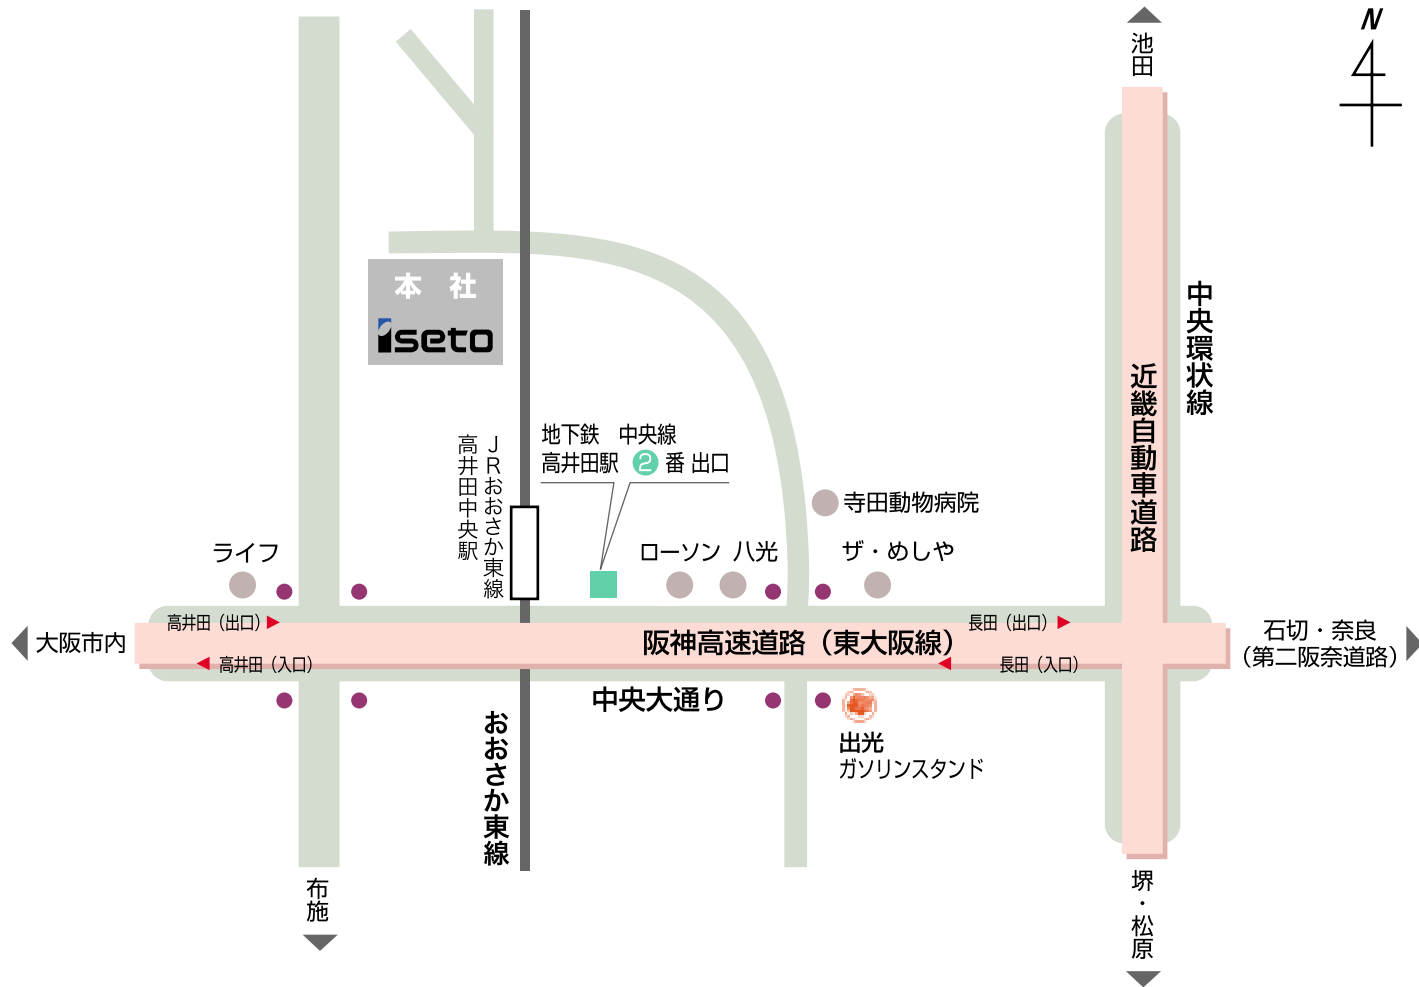 N
池田
本 社
iseto
中央環状線
近畿自動車道路
地下鉄 中央線
高井田駅 2 番 出口
JRおおさか東線
高井田中央駅
寺田動物病院
ライフ
ローソン 八光
ザ・めしや
高井田（出口）
長田（出口）
大阪市内
阪神高速道路（東大阪線）
石切・奈良
（第二阪奈道路）
高井田（入口）
長田（入口）
中央大通り
おおさか東線
出光
ガソリンスタンド
布施
堺・松原